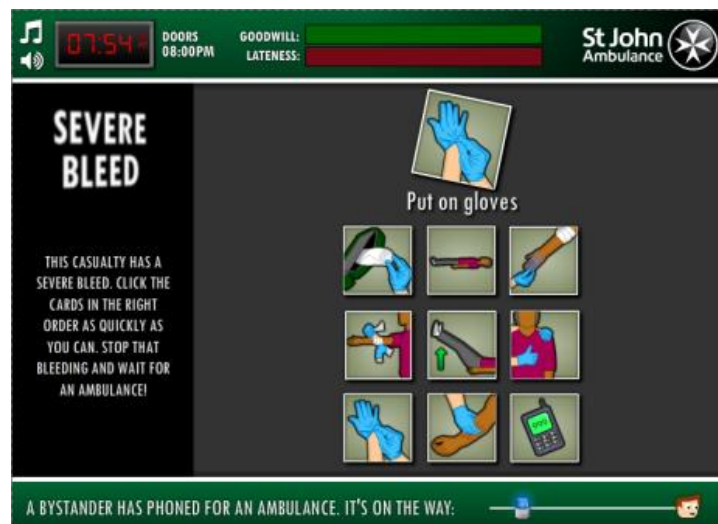 07:54
DOORS
08:00PM
GOODWILL:
LATENESS:
St John
Ambulance
SEVERE
BLEED
THIS CASUALTY HAS A
SEVERE BLEED. CLICK THE
CARDS IN THE RIGHT
ORDER AS QUICKLY AS
YOU CAN. STOP THAT
BLEEDING AND WAIT FOR
AN AMBULANCE!
Put on gloves
A BYSTANDER HAS PHONED FOR AN AMBULANCE. IT'S ON THE WAY: